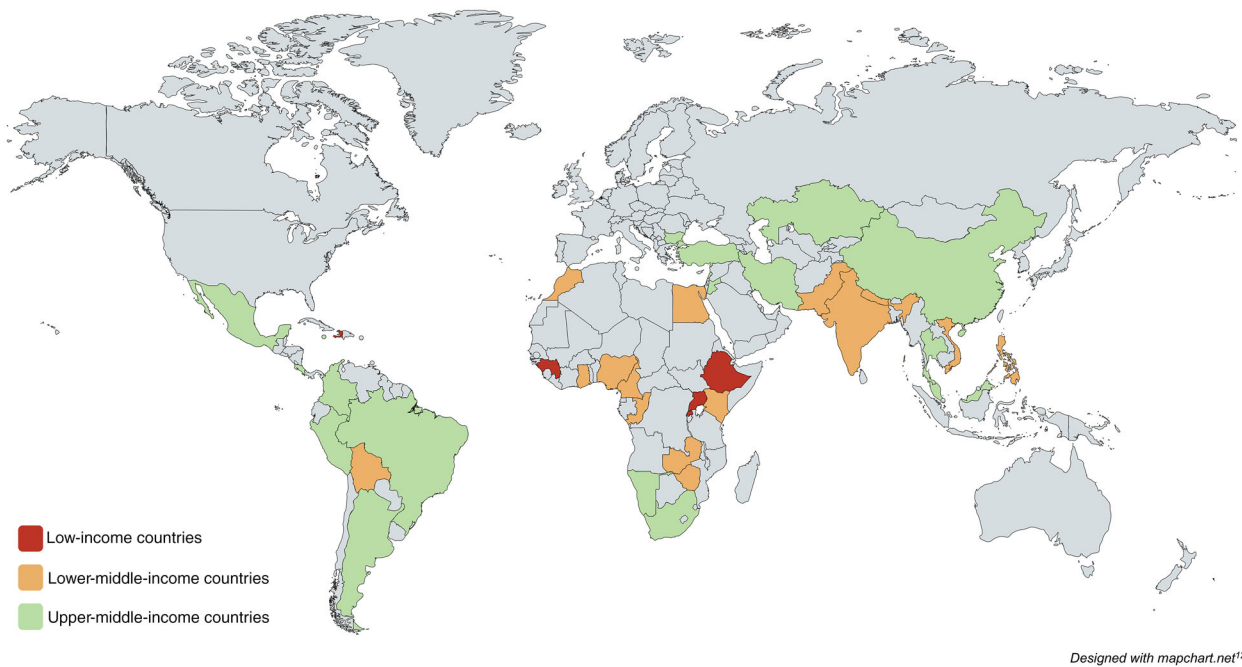 Low-income countries
Lower-middle-income countries
Upper-middle-income countries
Designed with mapchart.net